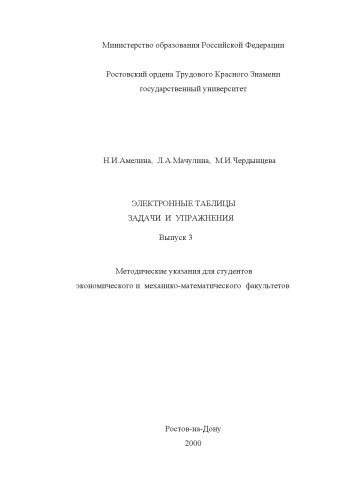 Министерство образования Российской Федерации
Ростовский ордена Трудового Красного Знамени
государственный университет
Н.И.Амелина, Л.А.Мачулина, М.И.Чердынцева
ЭЛЕКТРОННЫЕ ТАБЛИЦЫ
ЗАДАЧИ И УПРАЖНЕНИЯ
Выпуск 3
Методические указания для студентов
экономического и механико-математического факультетов
Ростов-на-Дону
2000